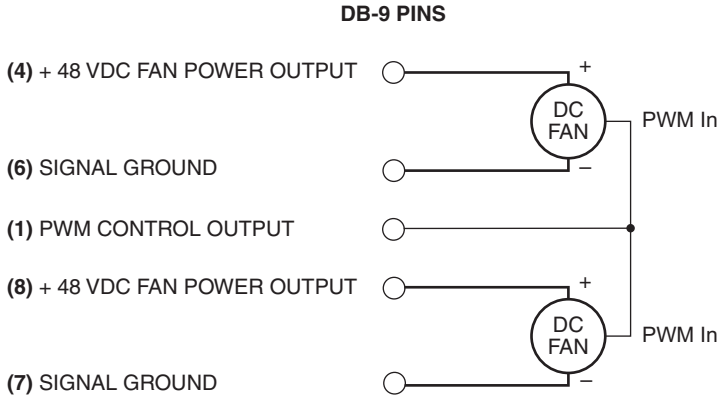 DB-9 PINS
(4) + 48 VDC FAN POWER OUTPUT
+
DC
FAN
PWM In
(6) SIGNAL GROUND
–
(1) PWM CONTROL OUTPUT
(8) + 48 VDC FAN POWER OUTPUT
+
DC
FAN
PWM In
(7) SIGNAL GROUND
–